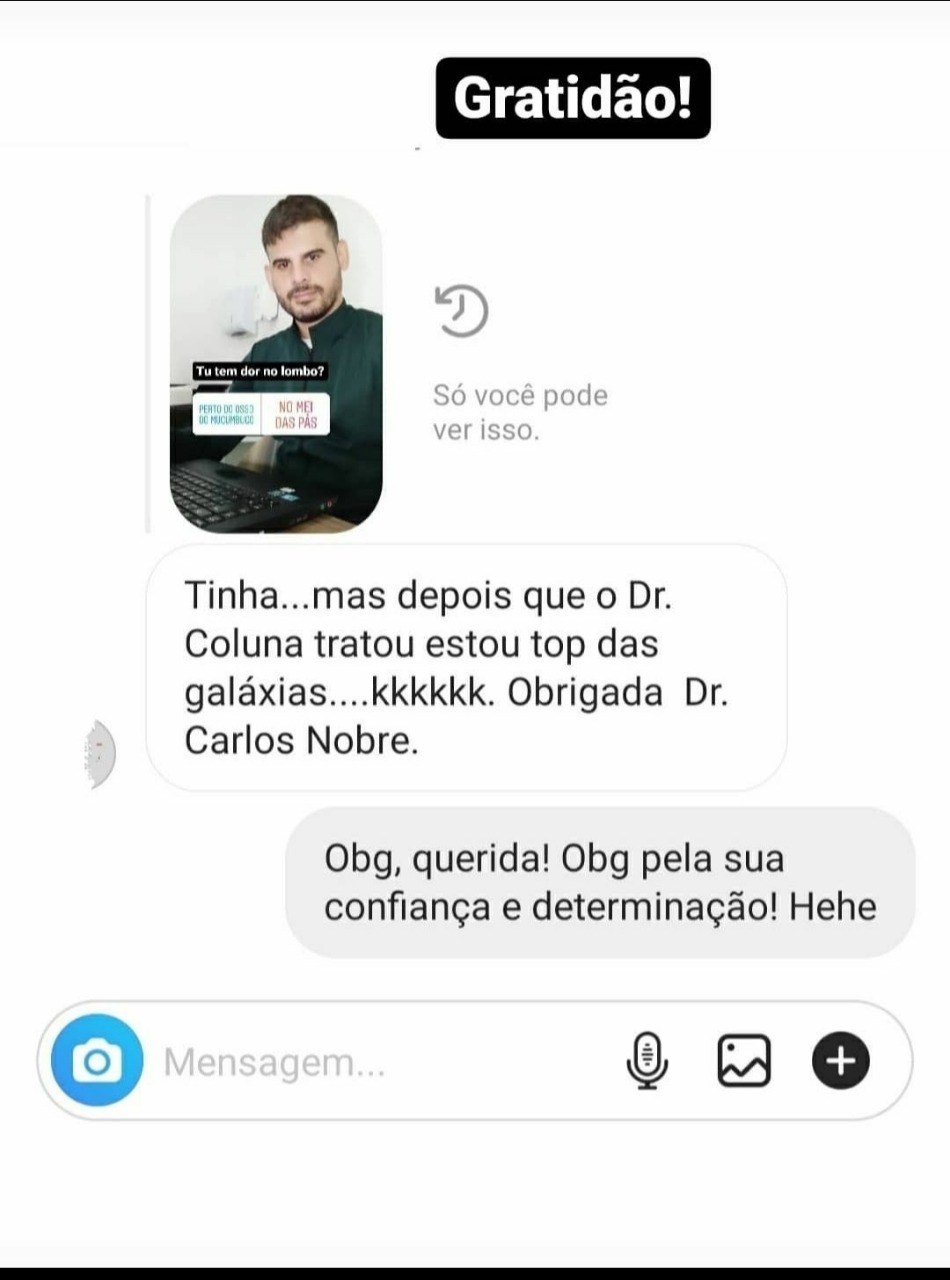 Gratidão!
Tu tem dor no lombo?
PERTO DO OSSO
DO MUCUMBUCO
NO MEI
DAS PÁS
Só você pode
ver isso.
Tinha...mas depois que o Dr.
Coluna tratou estou top das
galáxias....kkkkkk. Obrigada  Dr.
Carlos Nobre.
Obg, querida! Obg pela sua
confiança e determinação! Hehe
Mensagem...